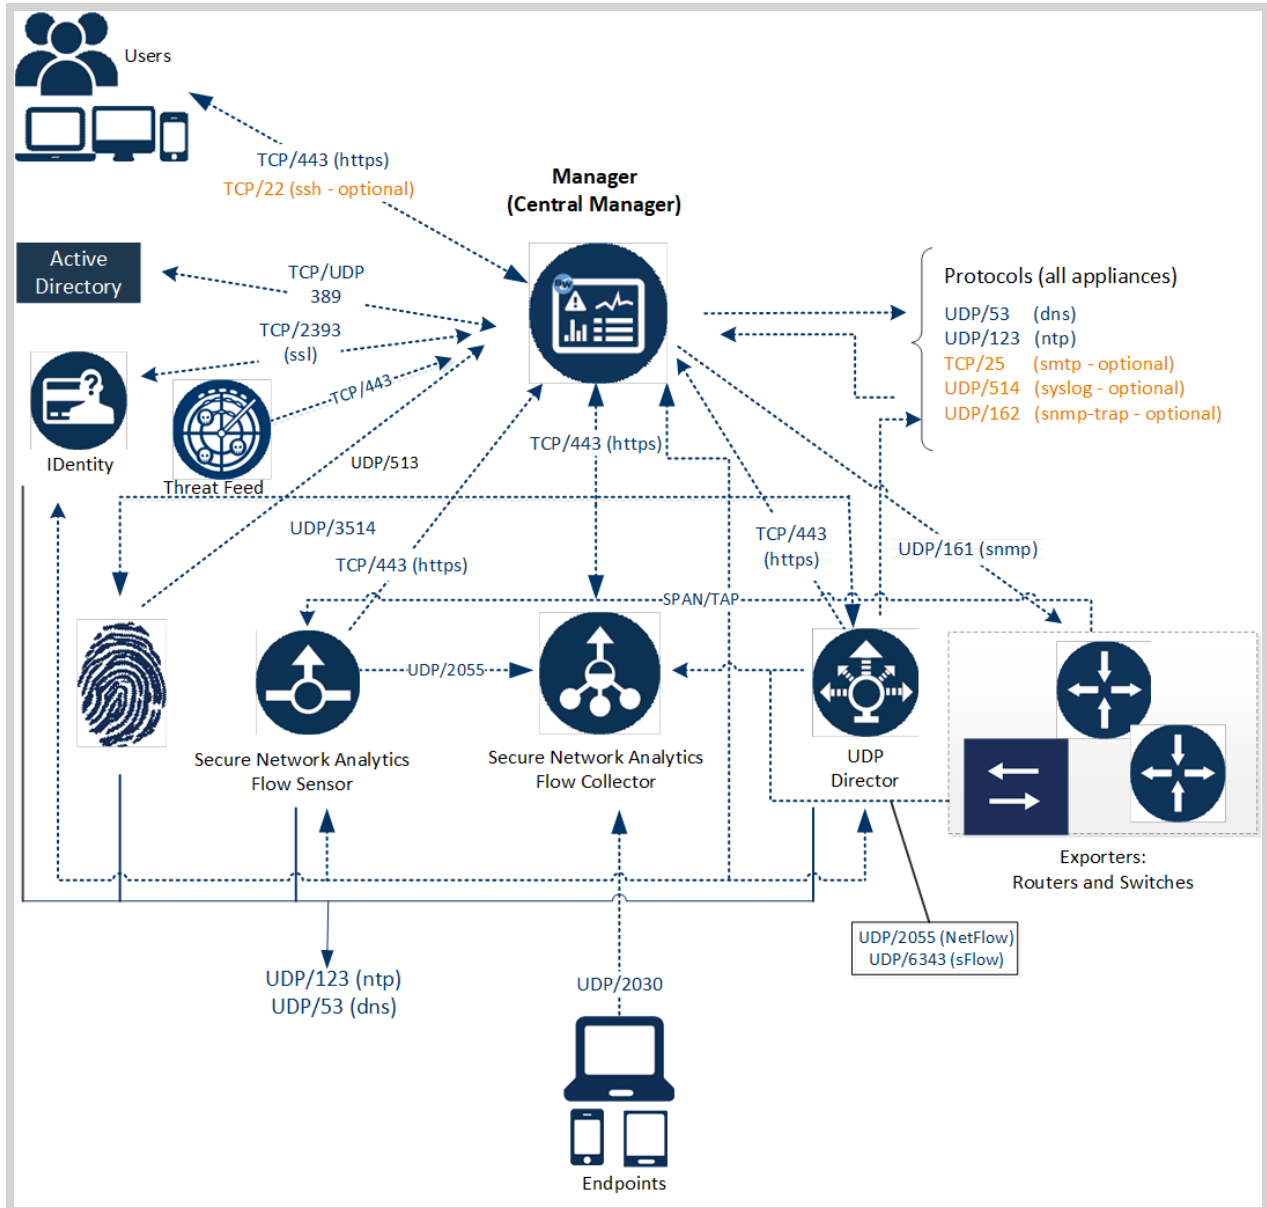 Users
TCP/443 (https)
TCP/22 (ssh - optional)
Manager
(Central Manager)
Active
Directory
TCP/UDP
389
TCP/2393
(ssl)
SW
Protocols (all appliances)
UDP/53 (dns)
UDP/123 (ntp)
TCP/25 (smtp - optional)
UDP/514 (syslog - optional)
UDP/162 (snmp-trap - optional)
TCP/443
IDentity
Threat Feed
UDP/513
TCP/443 (https)
UDP/3514
TCP/443 (https)
TCP/443
(https)
UDP/161 (snmp)
SPAN/TAP
UDP/2055
Secure Network Analytics
Flow Sensor
Secure Network Analytics
Flow Collector
UDP
Director
Exporters:
Routers and Switches
UDP/2055 (NetFlow)
UDP/6343 (sFlow)
UDP/123 (ntp)
UDP/53 (dns)
UDP/2030
Endpoints